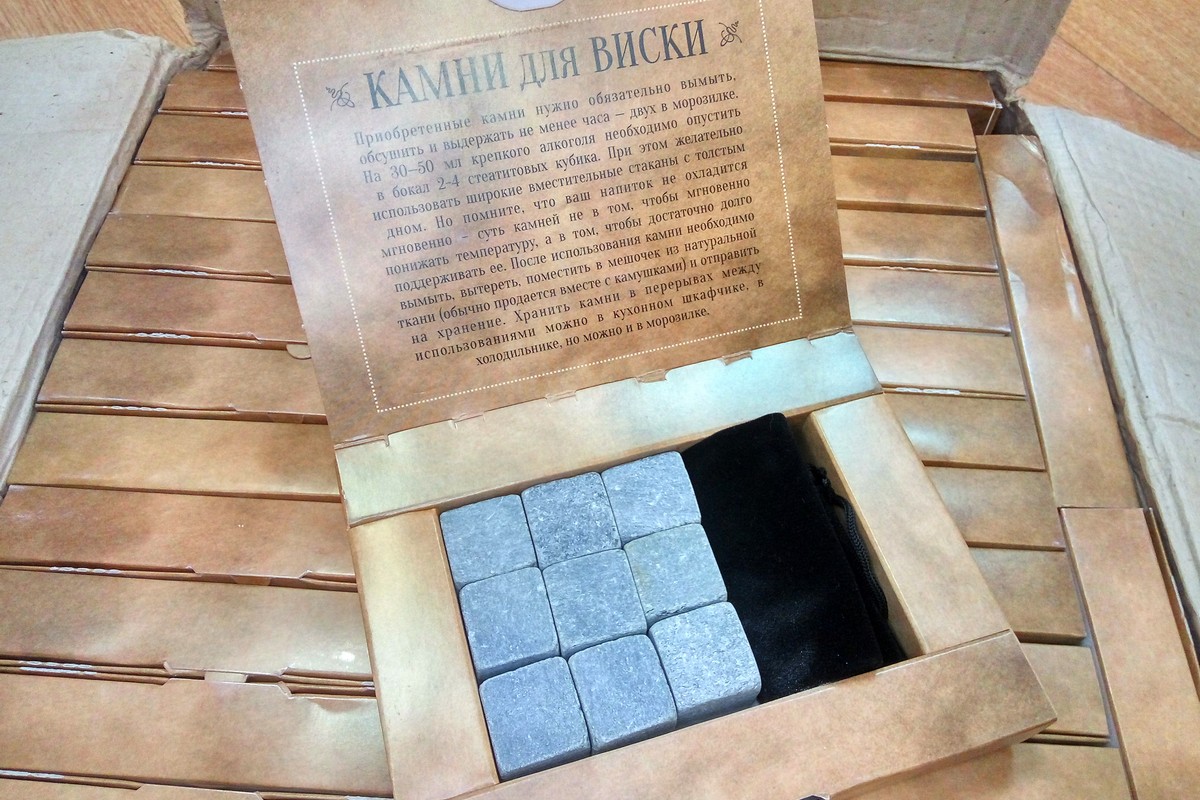 КАМНИ ДЛЯ ВИСКИ
Приобретенные камни нужно обязательно вымыть,
обсушить и выдержать не менее часа – двух в морозилке.
На 30–50 мл крепкого алкоголя необходимо опустить
в бокал 2-4 стеатитовых кубика. При этом желательно
использовать широкие вместительные стаканы с толстым
дном. Но помните, что ваш напиток не охладится
мгновенно – суть камней не в том, чтобы мгновенно
понижать температуру, а в том, чтобы достаточно долго
поддерживать ее. После использования камни необходимо
вымыть, вытереть, поместить в мешочек из натуральной
ткани (обычно продается вместе с камушками) и отправить
на хранение. Хранить камни в перерывах между
использованиями можно в кухонном шкафчике, в
холодильнике, но можно и в морозилке.